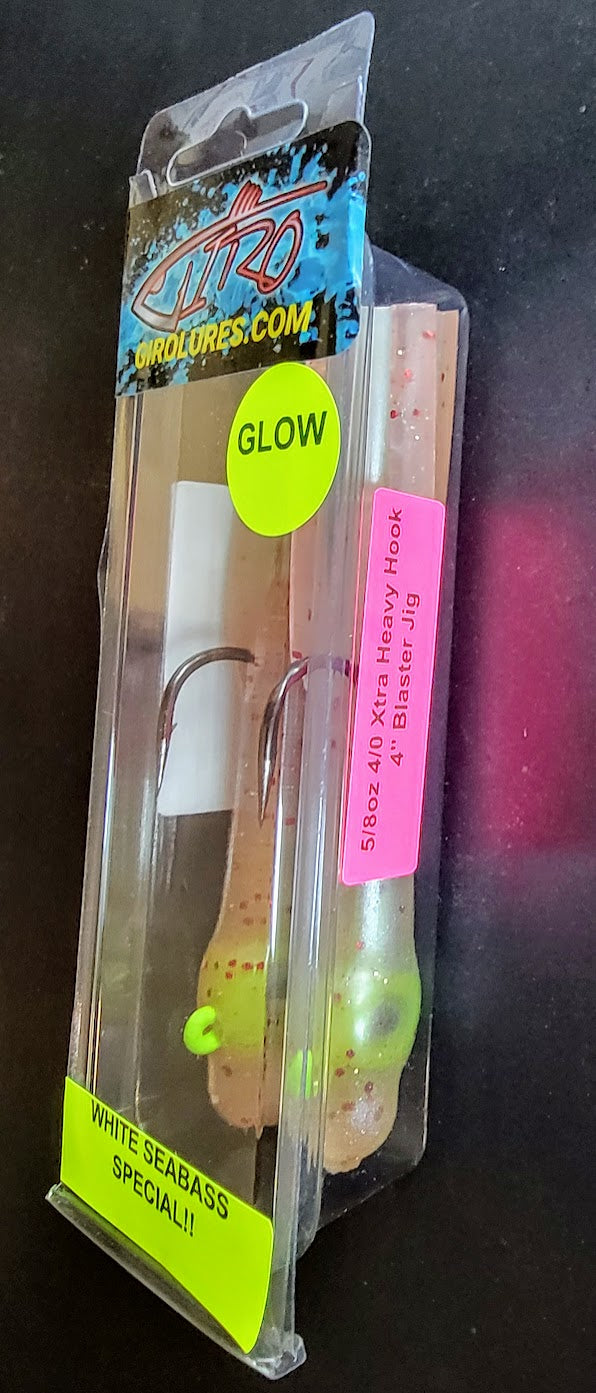 GIRO
GIROLURES.COM
GLOW
5/8oz 4/0 Xtra Heavy Hook
4" Blaster Jig
WHITE SEABASS
SPECIAL!!